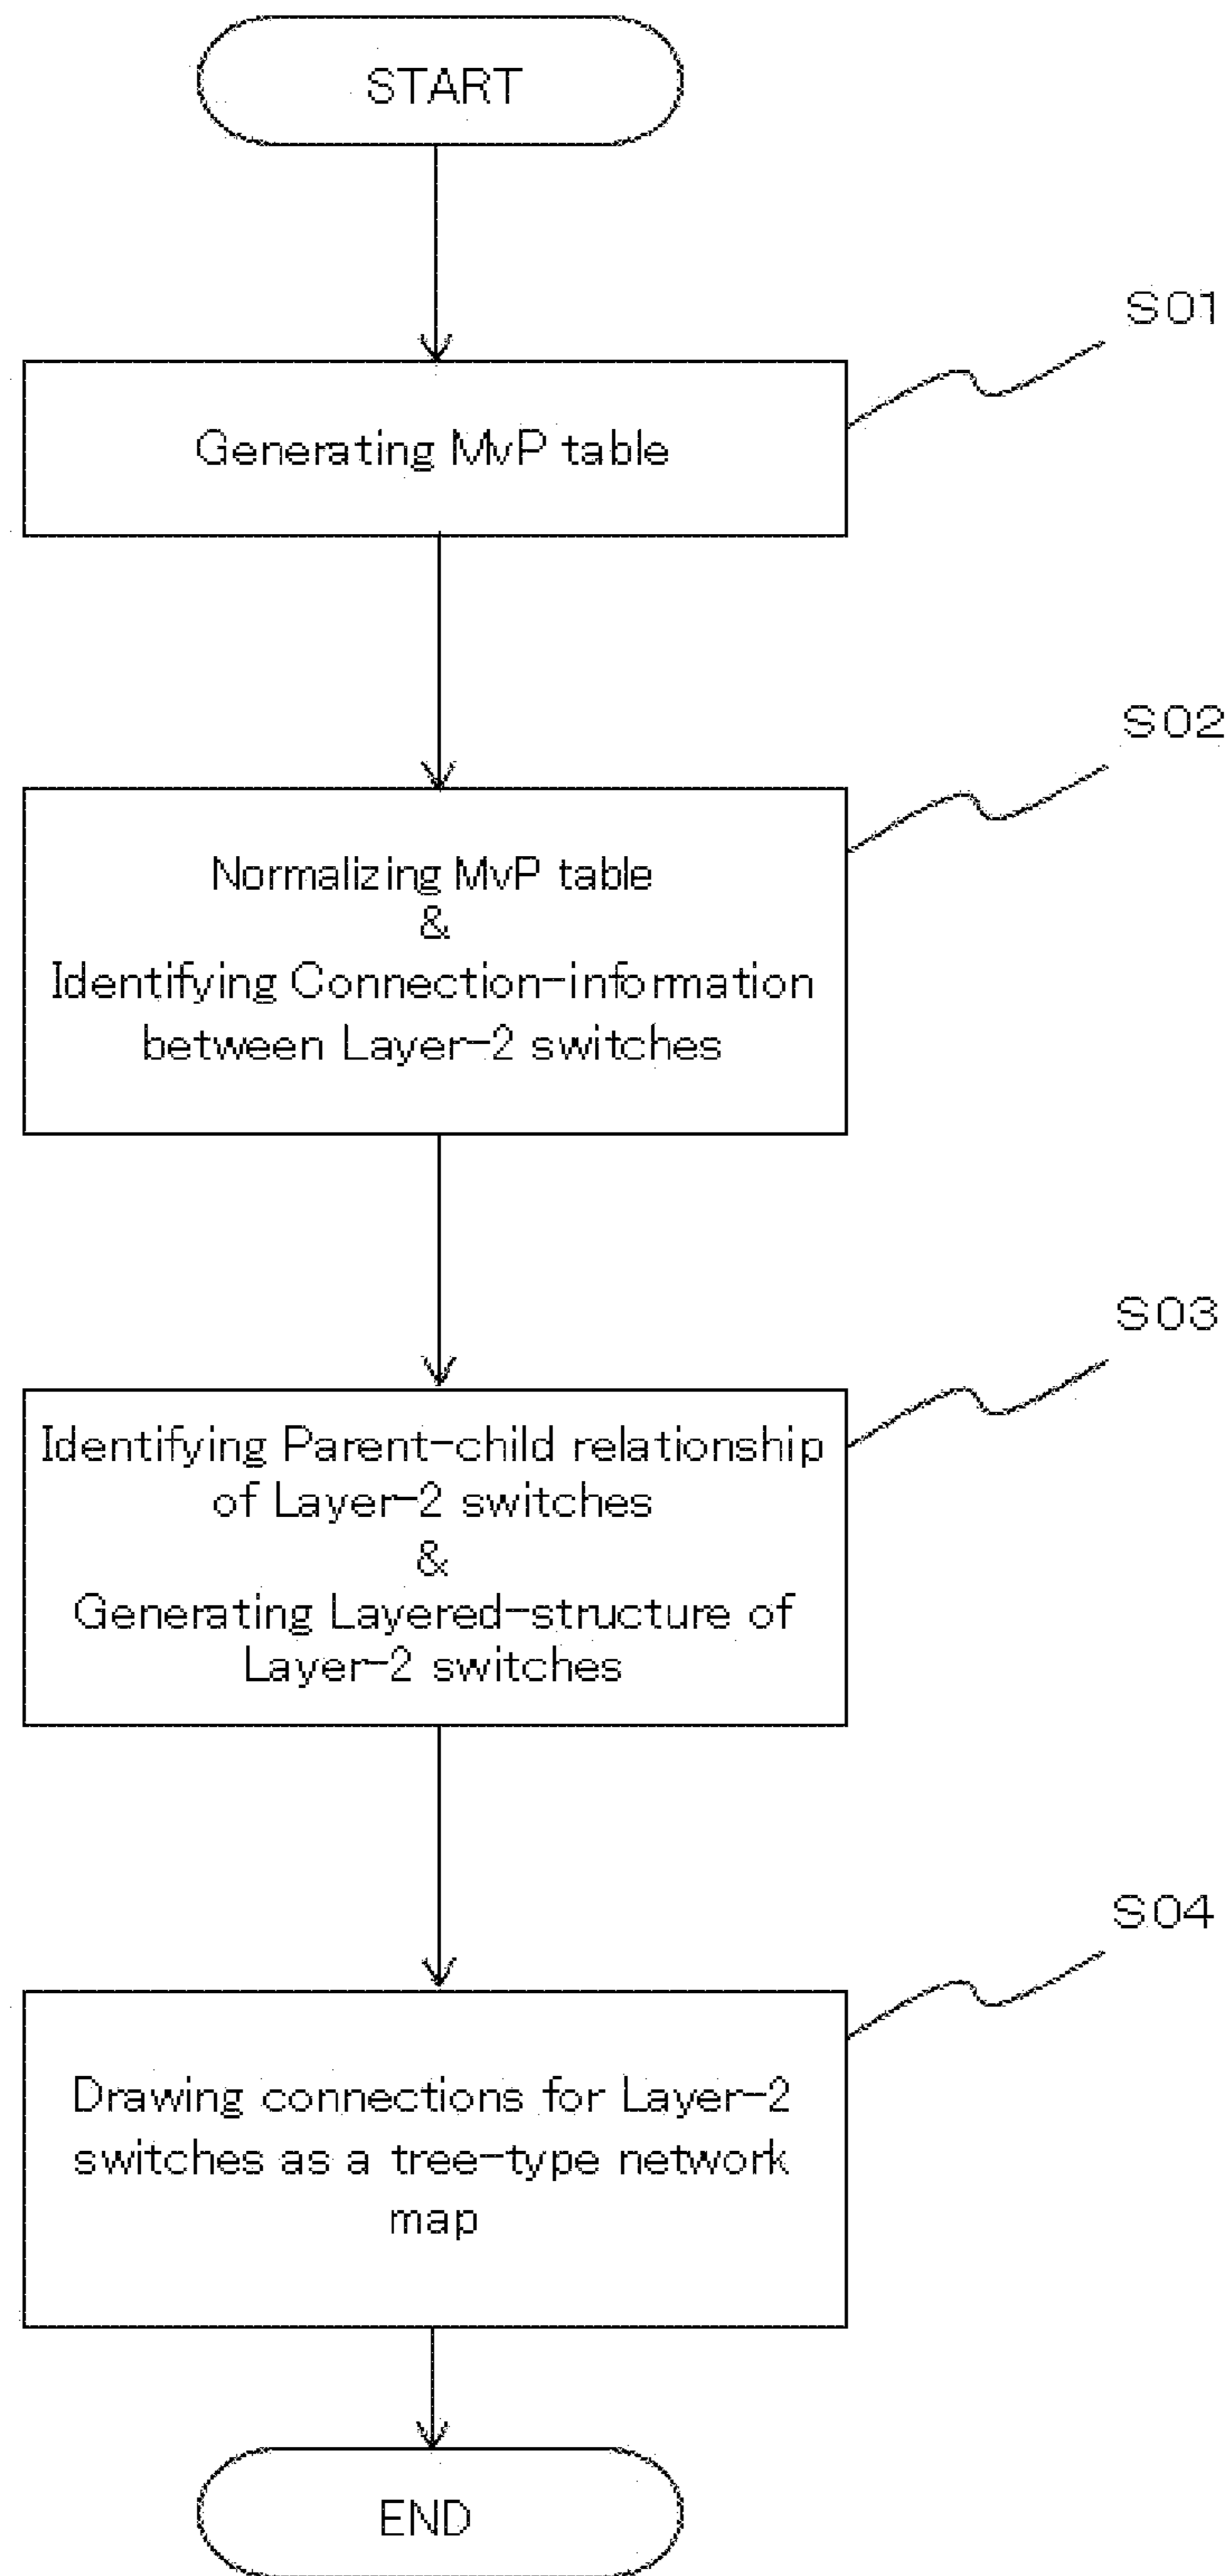 START
S01
Generating MvP table
S02
Normalizing MvP table
&
Identifying Connection-information
between Layer-2 switches
S03
Identifying Parent-child relationship
of Layer-2 switches
&
Generating Layered-structure of
Layer-2 switches
S04
Drawing connections for Layer-2
switches as a tree-type network
map
END